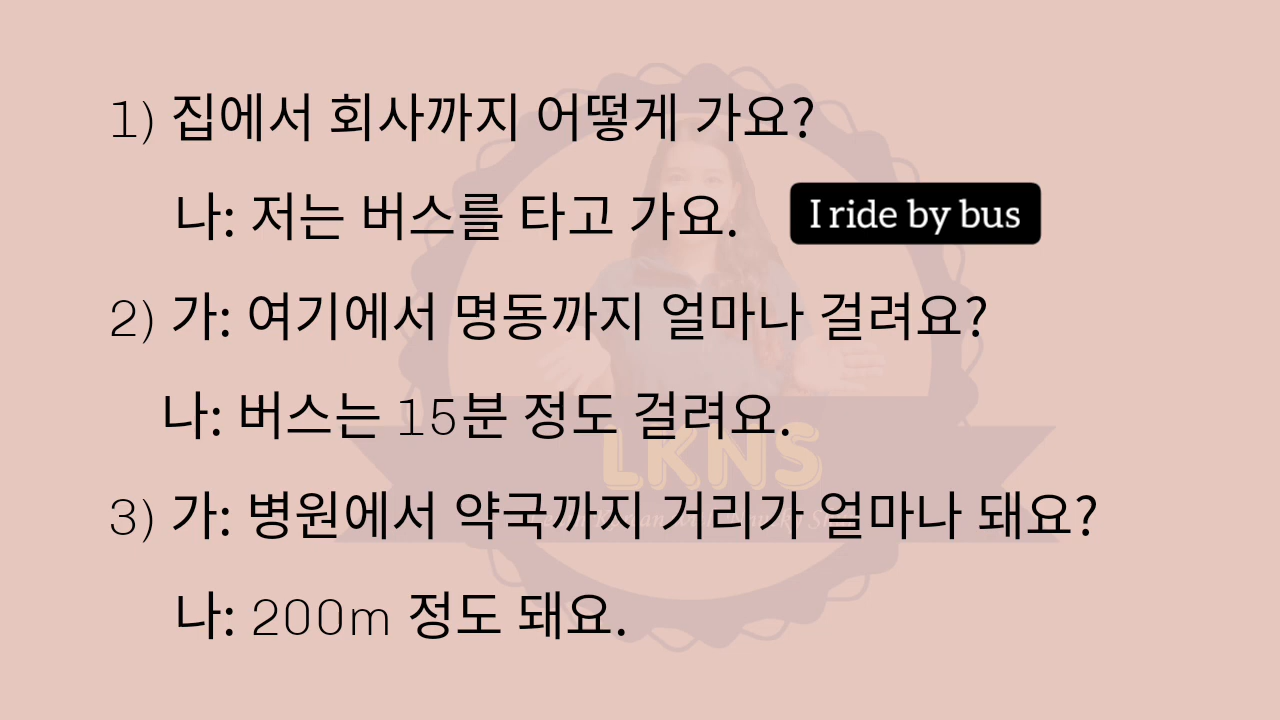 1) 집에서 회사까지 어떻게 가요?
나: 저는 버스를 타고 가요.
I ride by bus
2) 가: 여기에서 명동까지 얼마나 걸려요?
나: 버스는 15분 정도 걸려요.
LKNS
3) 가: 병원에서 약국까지 거리가 얼마나 돼요?
나: 200m 정도 돼요.